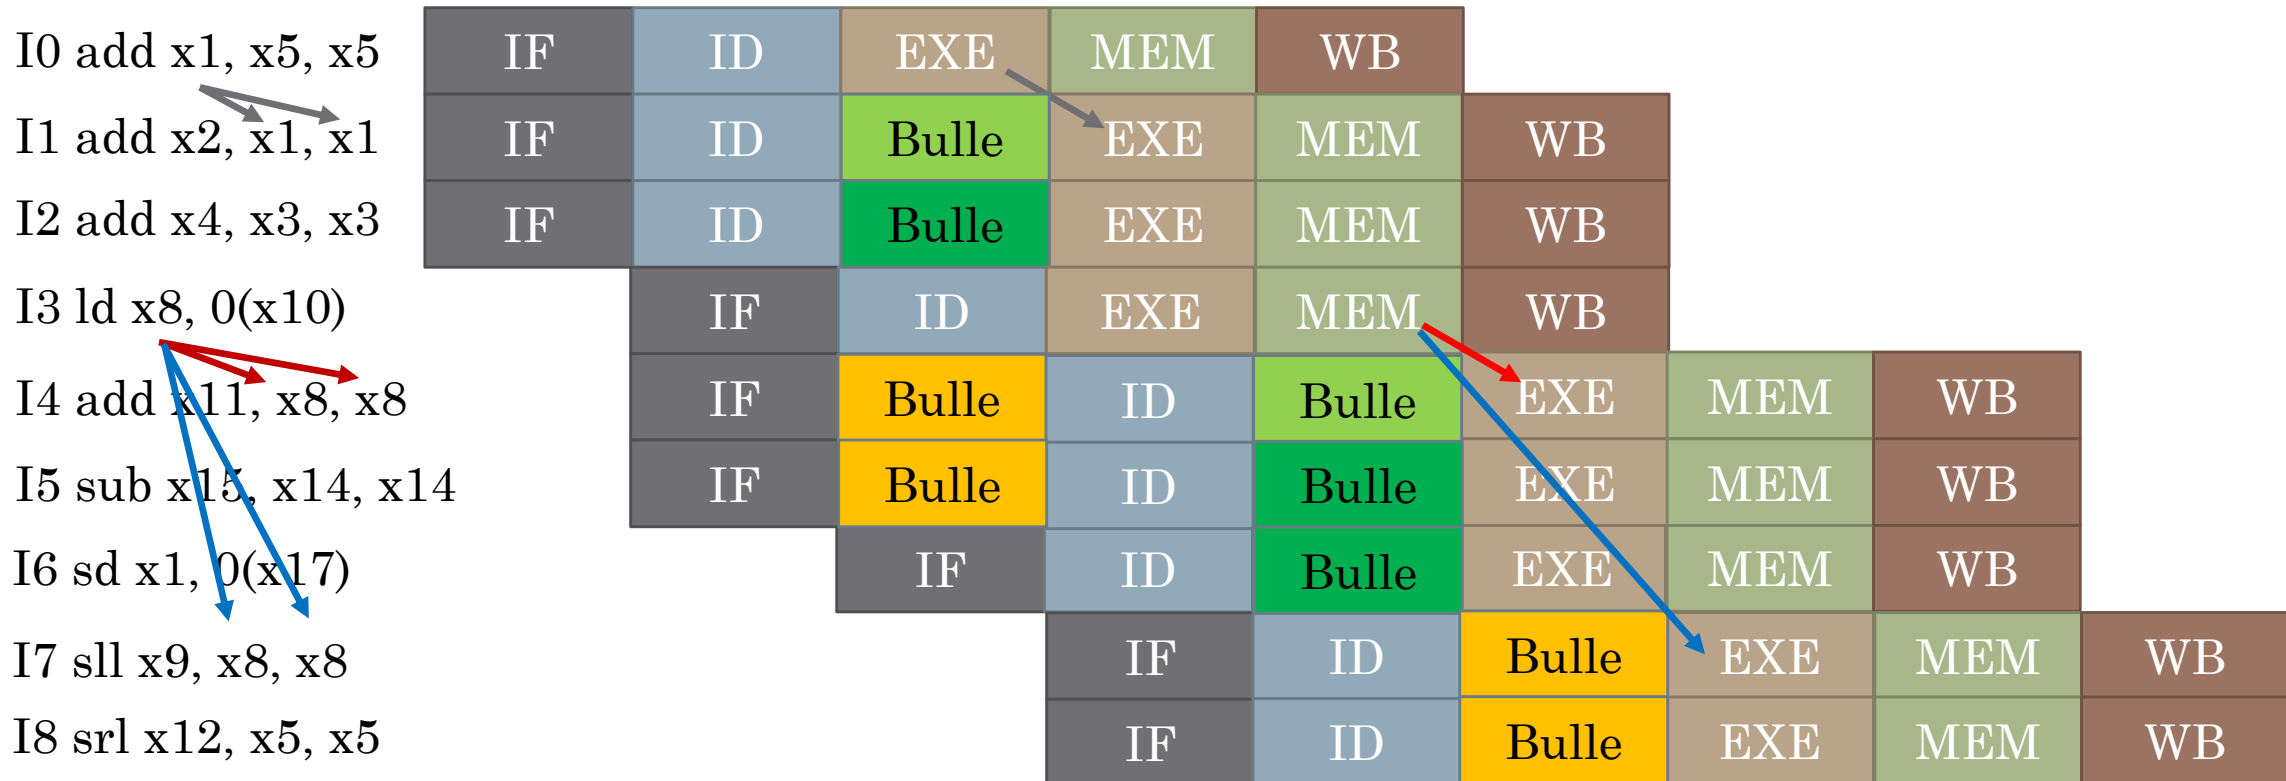 I0 add x1, x5, x5 IF ID EXE MEM WB
I1 add x2, x1, x1 IF ID Bulle EXE MEM WB
I2 add x4, x3, x3 IF ID Bulle EXE MEM WB
I3 ld x8, 0(x10) IF ID EXE MEM WB
I4 add x11, x8, x8 IF Bulle ID Bulle EXE MEM WB
I5 sub x15, x14, x14 IF Bulle ID Bulle EXE MEM WB
I6 sd x1, 0(x17) IF ID Bulle EXE MEM WB
I7 sll x9, x8, x8 IF ID Bulle EXE MEM WB
I8 srl x12, x5, x5 IF ID Bulle EXE MEM WB